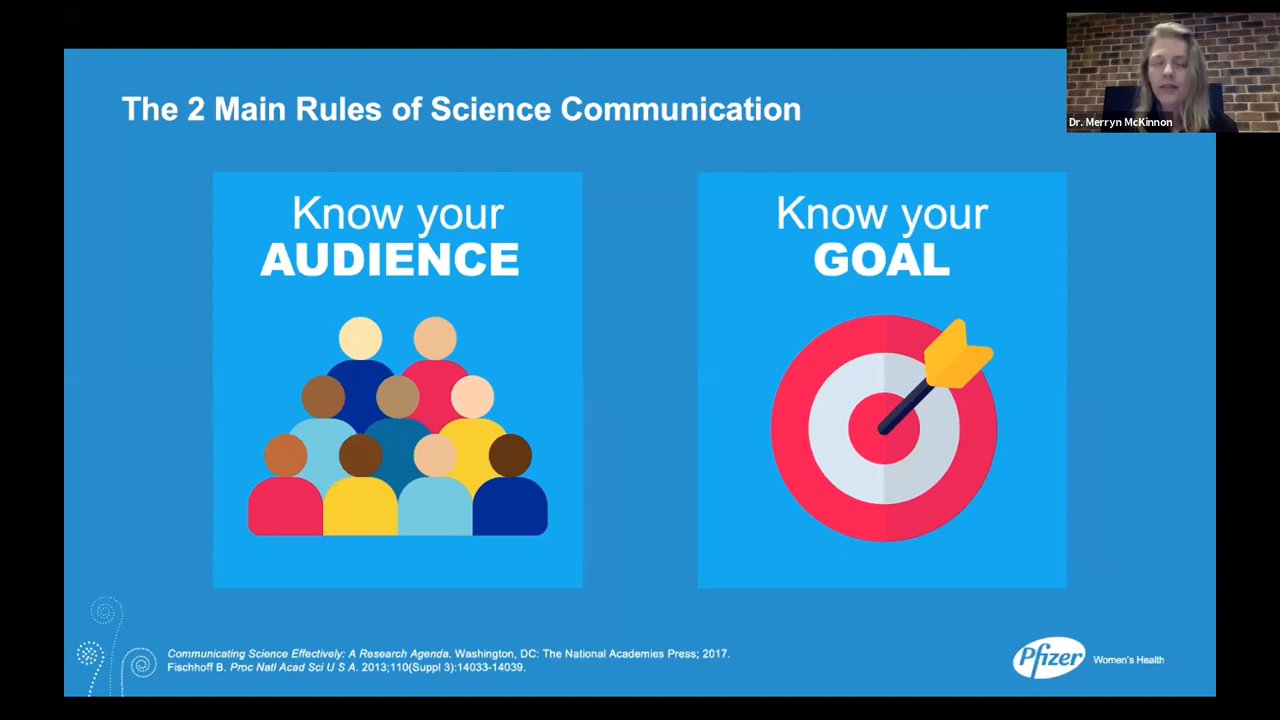 The 2 Main Rules of Science Communication
Dr. Merryn McKinnon
Know your
AUDIENCE
Know your
GOAL
Communicating Science Effectively: A Research Agenda. Washington, DC: The National Academies Press; 2017.
Fischhoff B. Proc Natl Acad Sci U S A. 2013;110(Suppl 3):14033-14039.
Pfizer Women's Health